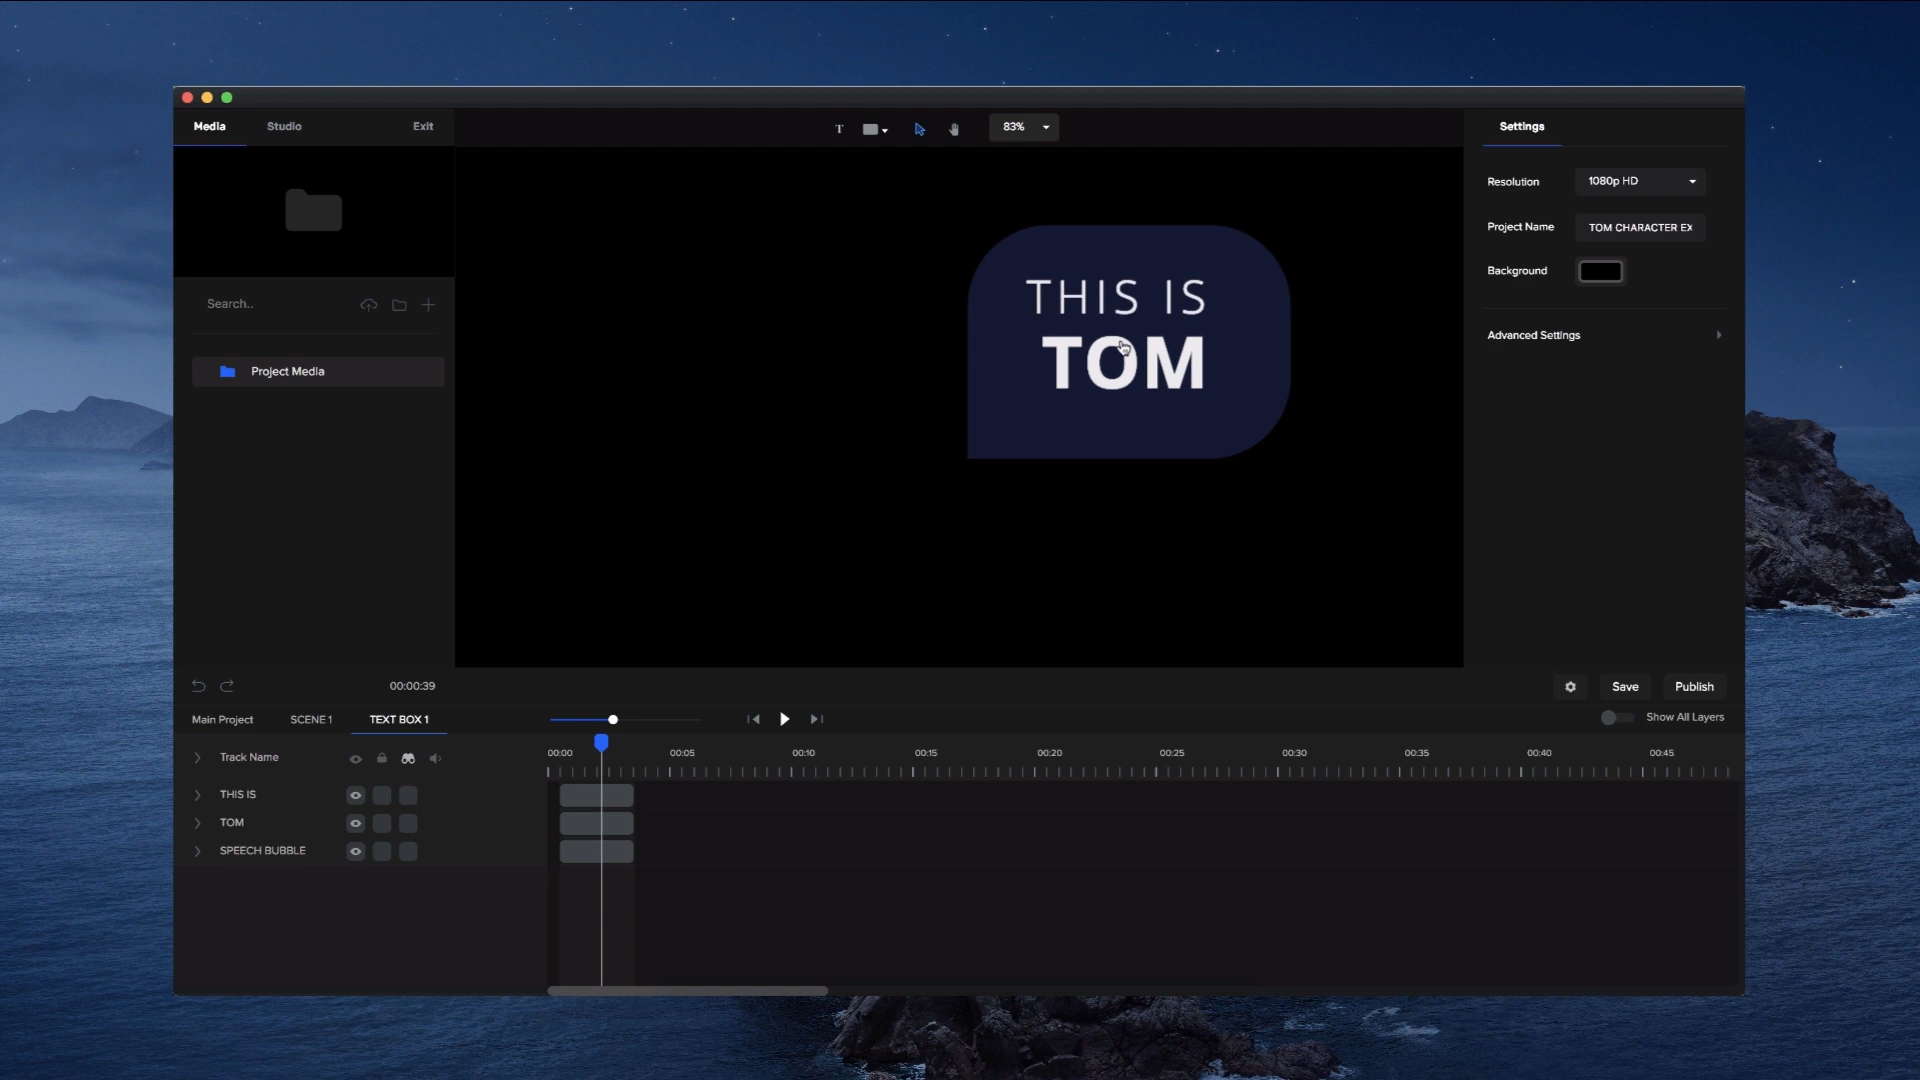 Media Studio Exit
T 83%
Settings
Resolution 1080p HD
Project Name TOM CHARACTER EX
Background
Advanced Settings
Search..
Project Media
THIS IS
TOM
00:00:39
Save Publish
Main Project SCENE 1 TEXT BOX 1
Show All Layers
Track Name
00:00 00:05 00:10 00:15 00:20 00:25 00:30 00:35 00:40 00:45
THIS IS
TOM
SPEECH BUBBLE